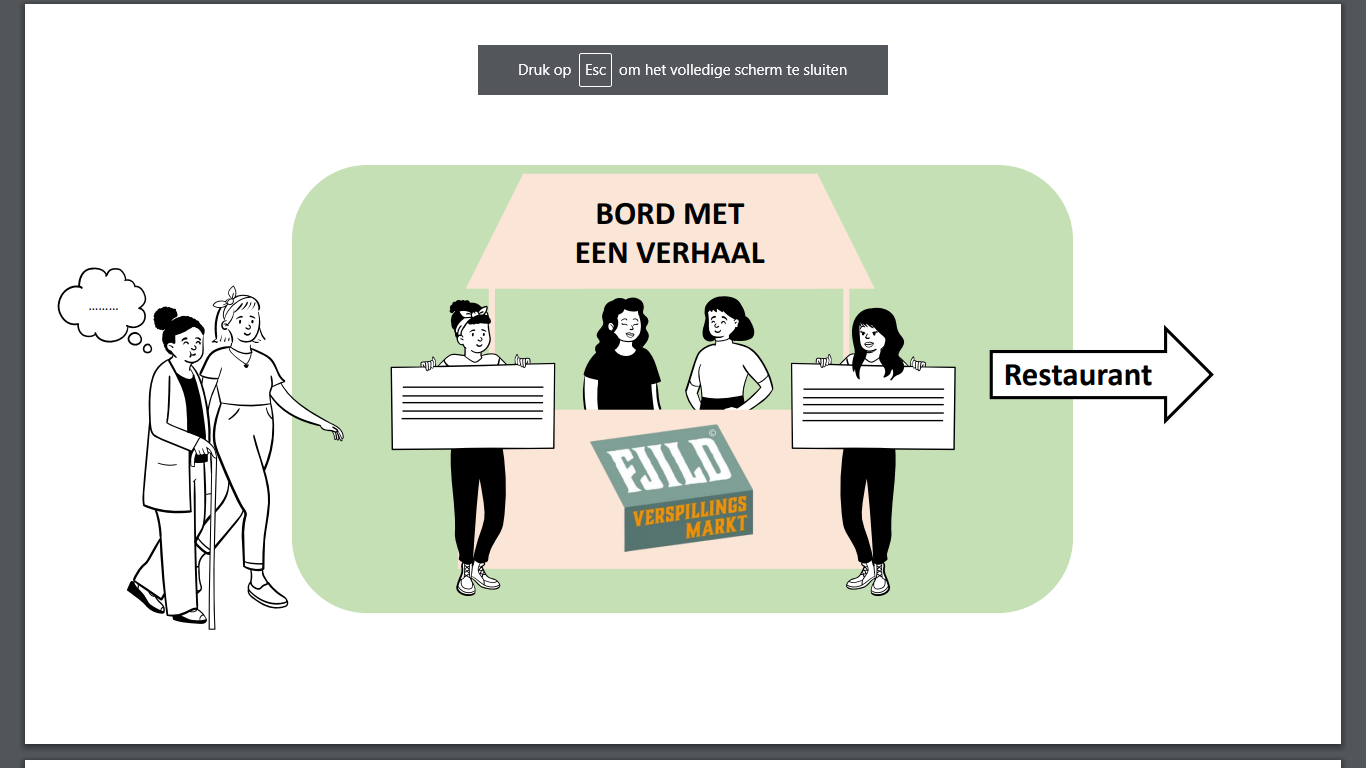 Druk op Esc om het volledige scherm te sluiten
BORD MET
EEN VERHAAL
.........
Restaurant
©
FJILD
VERSPILLINGS
MARKT